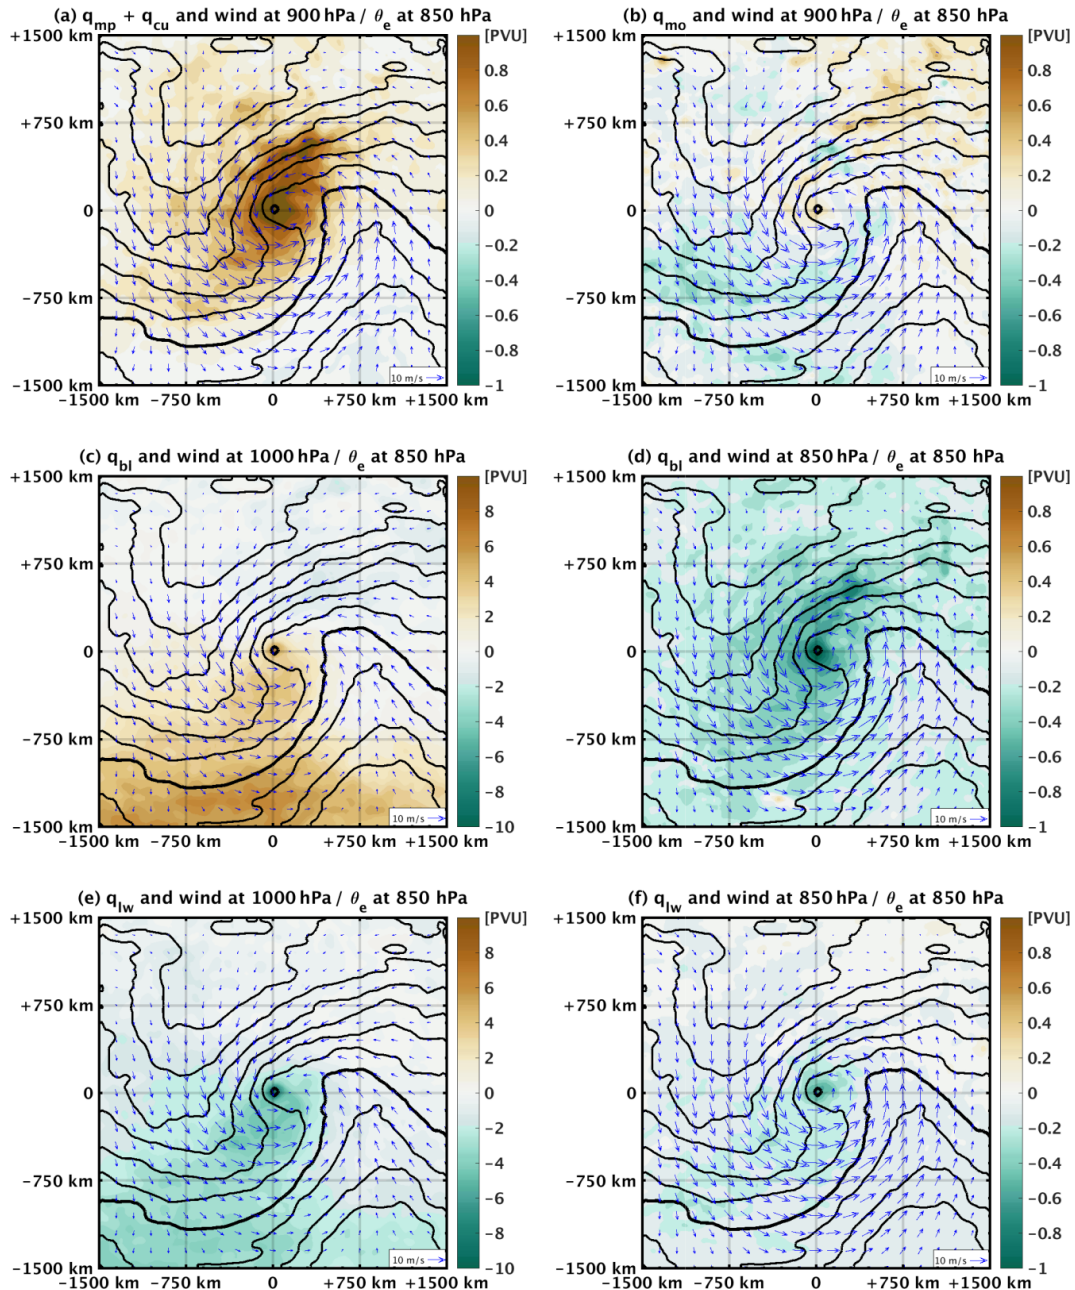 (a) q_mp + q_cu and wind at 900 hPa / θ_e at 850 hPa
[PVU]
+1500 km
+750 km
0
−750 km
−1500 km
−1500 km −750 km 0 +750 km +1500 km
0.8
0.6
0.4
0.2
0
−0.2
−0.4
−0.6
−0.8
−1
10 m/s
(b) q_mo and wind at 900 hPa / θ_e at 850 hPa
[PVU]
+1500 km
+750 km
0
−750 km
−1500 km
−1500 km −750 km 0 +750 km +1500 km
0.8
0.6
0.4
0.2
0
−0.2
−0.4
−0.6
−0.8
−1
10 m/s
(c) q_bl and wind at 1000 hPa / θ_e at 850 hPa
[PVU]
+1500 km
+750 km
0
−750 km
−1500 km
−1500 km −750 km 0 +750 km +1500 km
8
6
4
2
0
−2
−4
−6
−8
−10
10 m/s
(d) q_bl and wind at 850 hPa / θ_e at 850 hPa
[PVU]
+1500 km
+750 km
0
−750 km
−1500 km
−1500 km −750 km 0 +750 km +1500 km
0.8
0.6
0.4
0.2
0
−0.2
−0.4
−0.6
−0.8
−1
10 m/s
(e) q_lw and wind at 1000 hPa / θ_e at 850 hPa
[PVU]
+1500 km
+750 km
0
−750 km
−1500 km
−1500 km −750 km 0 +750 km +1500 km
8
6
4
2
0
−2
−4
−6
−8
−10
10 m/s
(f) q_lw and wind at 850 hPa / θ_e at 850 hPa
[PVU]
+1500 km
+750 km
0
−750 km
−1500 km
−1500 km −750 km 0 +750 km +1500 km
0.8
0.6
0.4
0.2
0
−0.2
−0.4
−0.6
−0.8
−1
10 m/s